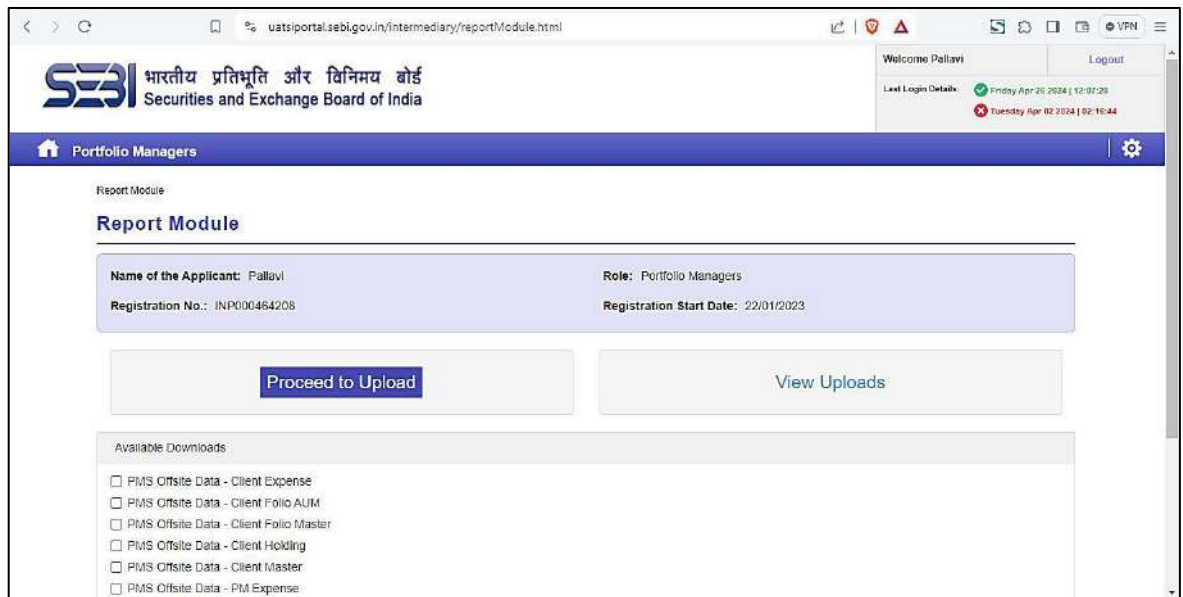 uatsiportal.sebi.gov.in/intermediary/reportModule.html
VPN
SEBI
भारतीय प्रतिभूति और विनिमय बोर्ड
Securities and Exchange Board of India
Welcome Pallavi
Logout
Last Login Details:
Friday Apr 26 2024 | 12:07:28
Tuesday Apr 02 2024 | 02:16:44
Portfolio Managers
Report Module
Report Module
Name of the Applicant: Pallavi
Role: Portfolio Managers
Registration No.: INP000464208
Registration Start Date: 22/01/2023
Proceed to Upload
View Uploads
Available Downloads
PMS Offsite Data - Client Expense
PMS Offsite Data - Client Folio AUM
PMS Offsite Data - Client Folio Master
PMS Offsite Data - Client Holding
PMS Offsite Data - Client Master
PMS Offsite Data - PM Expense